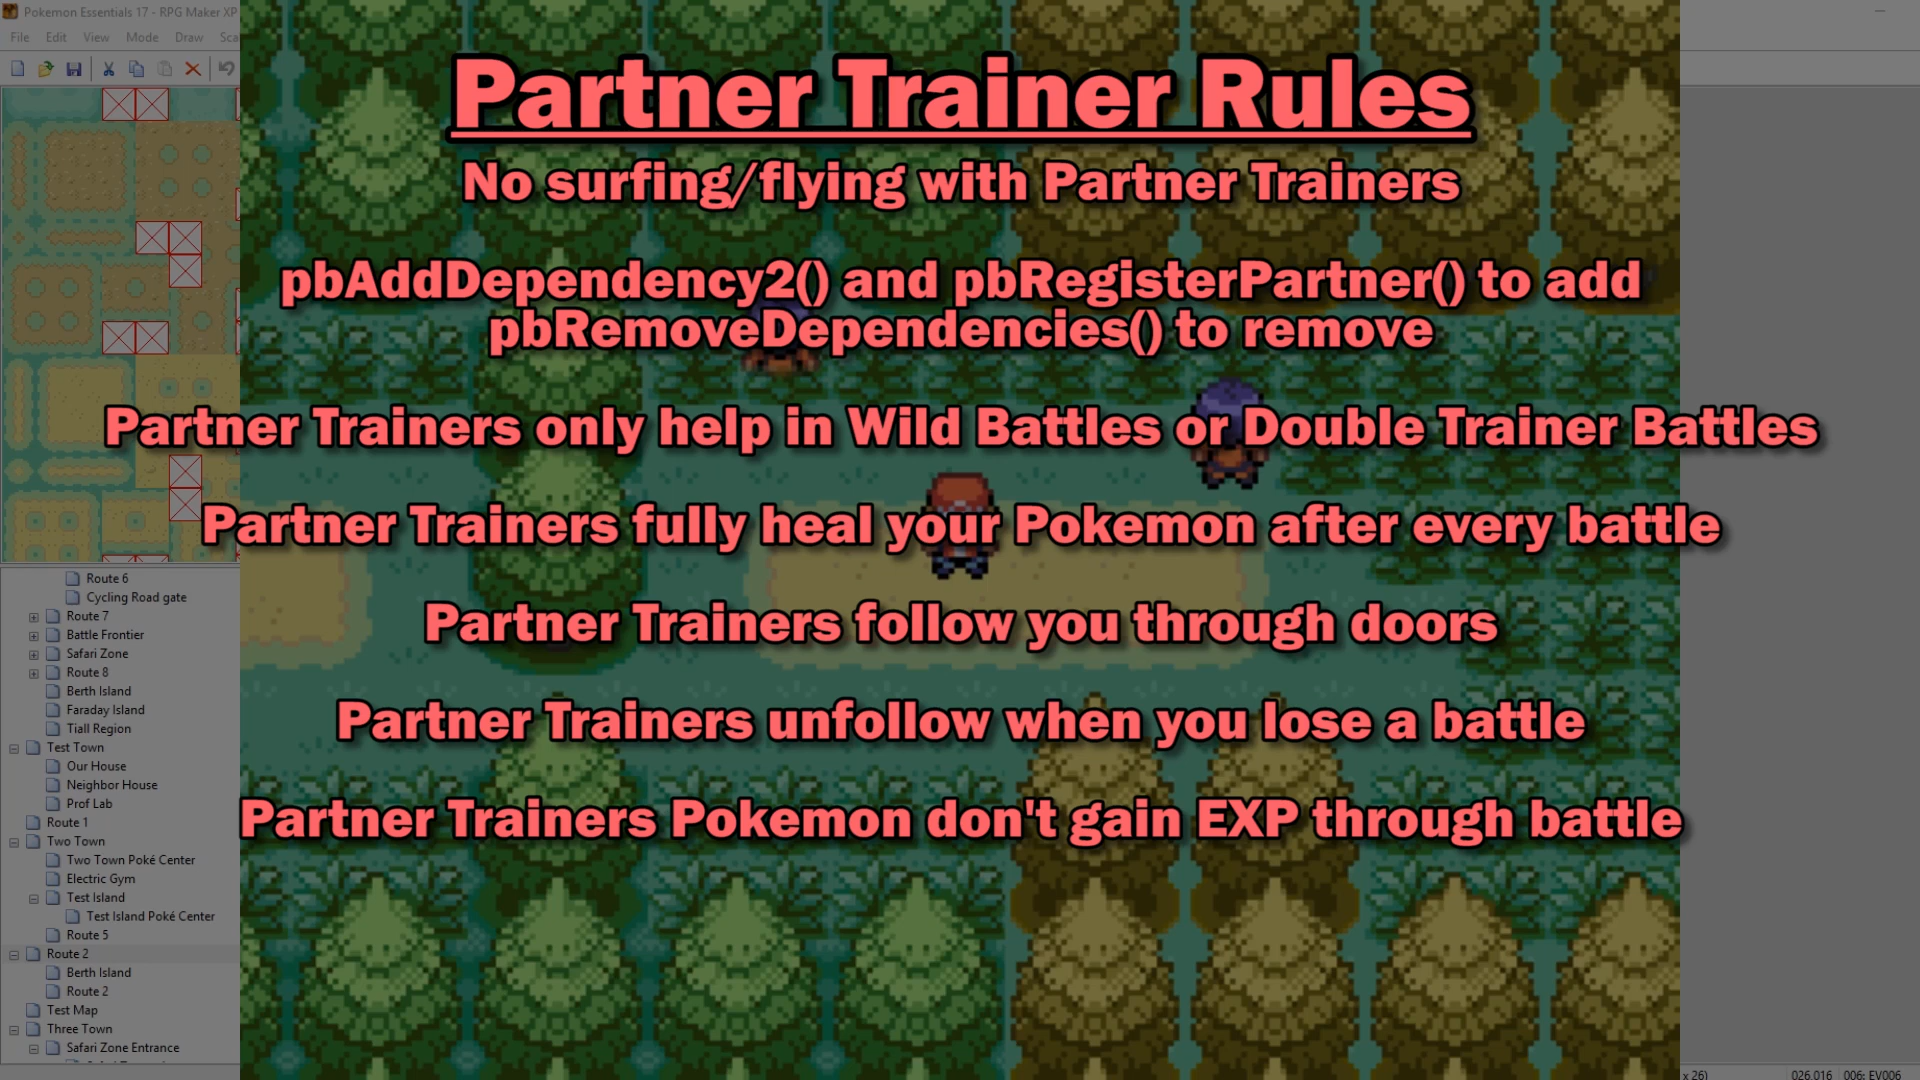 Pokemon Essentials 17 - RPG Maker XP
File Edit View Mode Draw Sca
Partner Trainer Rules
No surfing/flying with Partner Trainers
pbAddDependency2() and pbRegisterPartner() to add
pbRemoveDependencies() to remove
Partner Trainers only help in Wild Battles or Double Trainer Battles
Partner Trainers fully heal your Pokemon after every battle
Partner Trainers follow you through doors
Partner Trainers unfollow when you lose a battle
Partner Trainers Pokemon don't gain EXP through battle
Route 6
Cycling Road gate
Route 7
Battle Frontier
Safari Zone
Route 8
Berth Island
Faraday Island
Tiall Region
Test Town
Our House
Neighbor House
Prof Lab
Route 1
Two Town
Two Town Poké Center
Electric Gym
Test Island
Test Island Poké Center
Route 5
Route 2
Berth Island
Route 2
Test Map
Three Town
Safari Zone Entrance
x 26) 026,016 006: EV006